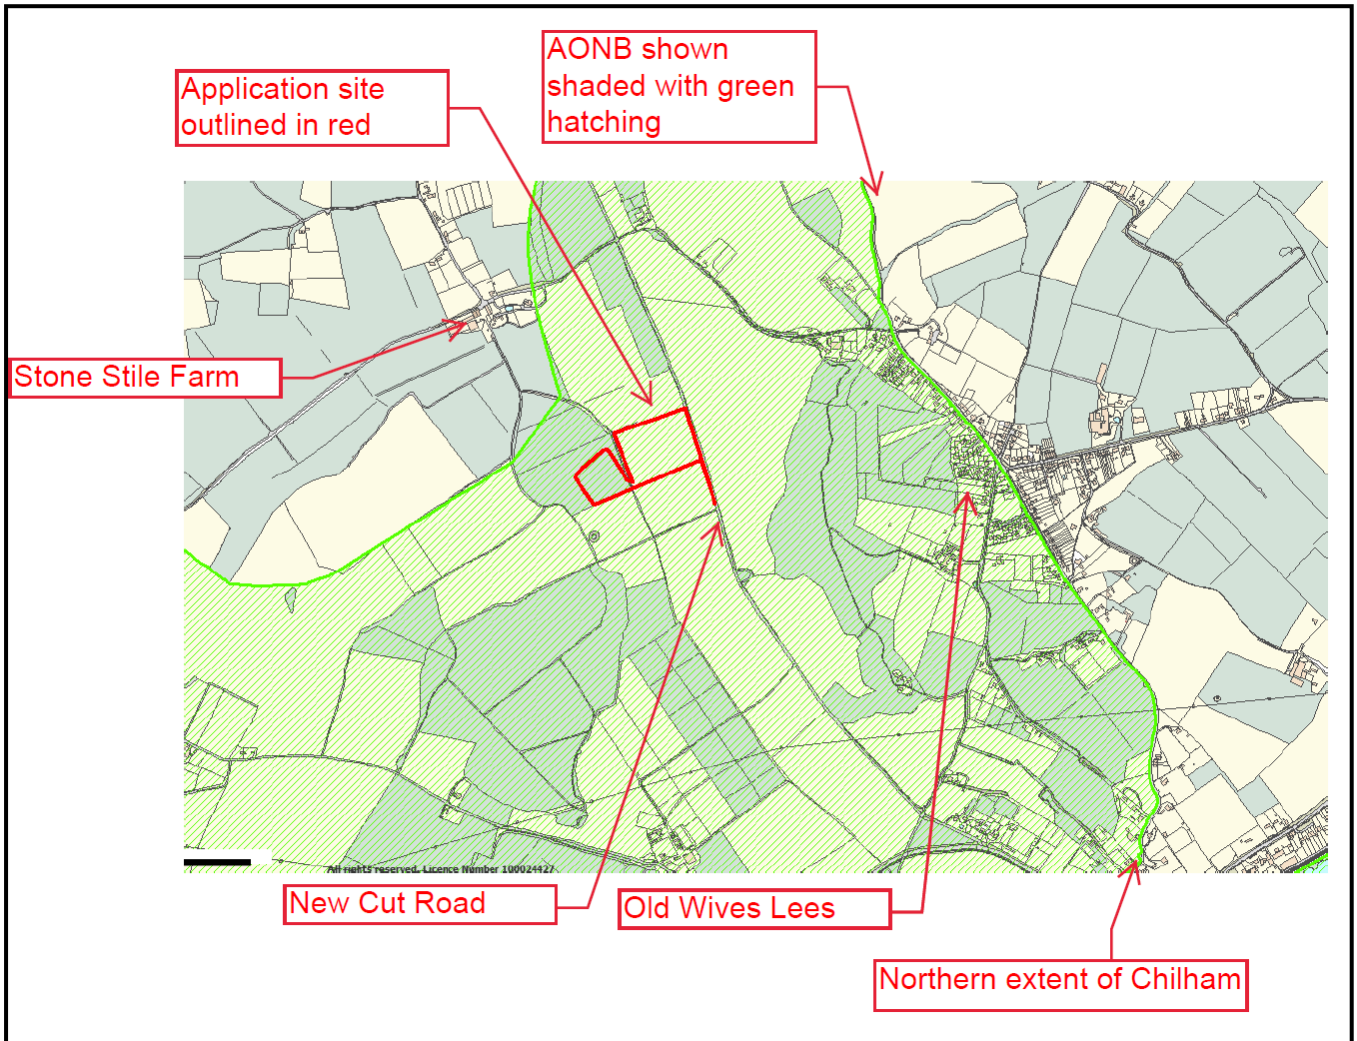 AONB shown
shaded with green
hatching
Application site
outlined in red
Stone Stile Farm
All rights reserved. Licence Number 100024427
New Cut Road
Old Wives Lees
Northern extent of Chilham